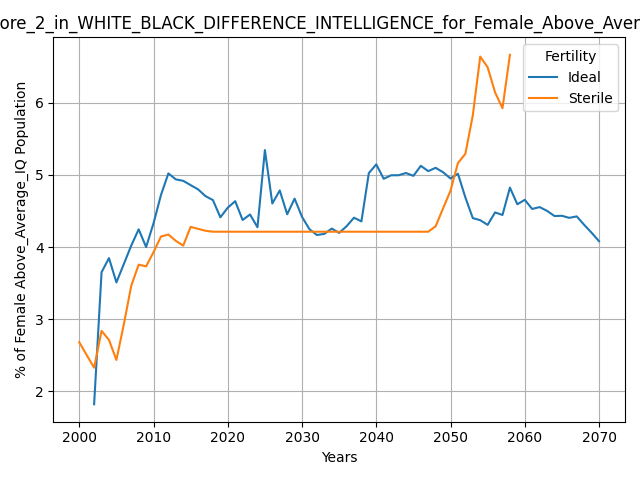 ore_2_in_WHITE_BLACK_DIFFERENCE_INTELLIGENCE_for_Female_Above_Aver
% of Female Above_Average_IQ Population
6
5
4
3
2
Fertility
Ideal
Sterile
2000 2010 2020 2030 2040 2050 2060 2070
Years